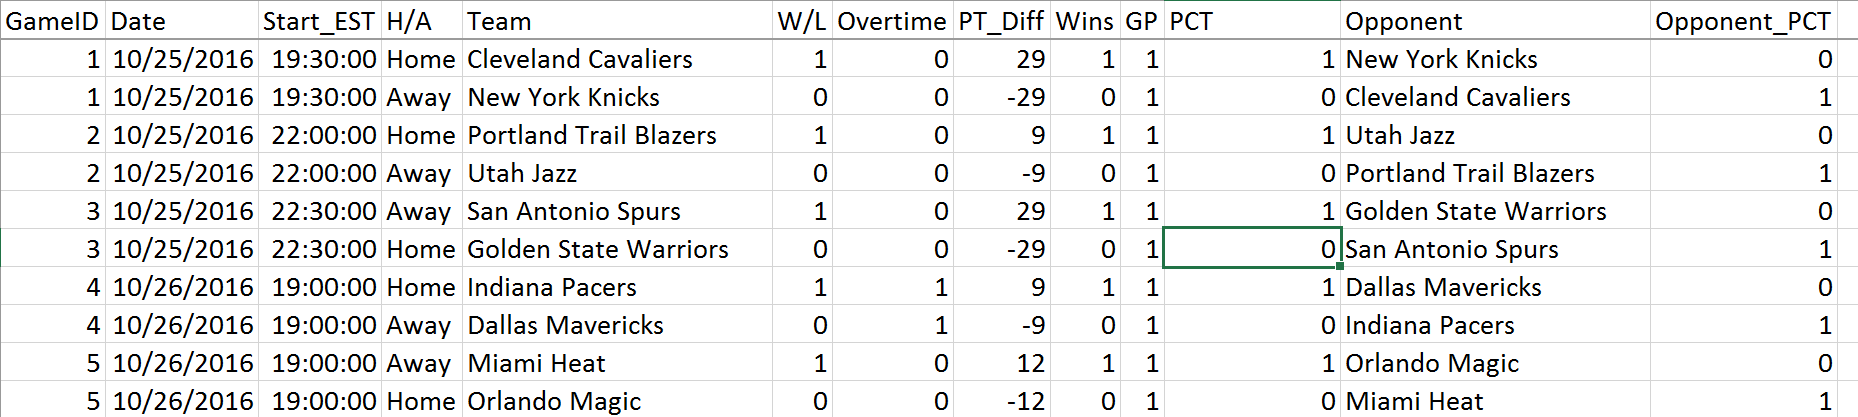 GameID Date Start_EST H/A Team W/L Overtime PT_Diff Wins GP PCT Opponent Opponent_PCT
1 10/25/2016 19:30:00 Home Cleveland Cavaliers 1 0 29 1 1 1 New York Knicks 0
1 10/25/2016 19:30:00 Away New York Knicks 0 0 -29 0 1 0 Cleveland Cavaliers 1
2 10/25/2016 22:00:00 Home Portland Trail Blazers 1 0 9 1 1 1 Utah Jazz 0
2 10/25/2016 22:00:00 Away Utah Jazz 0 0 -9 0 1 0 Portland Trail Blazers 1
3 10/25/2016 22:30:00 Away San Antonio Spurs 1 0 29 1 1 1 Golden State Warriors 0
3 10/25/2016 22:30:00 Home Golden State Warriors 0 0 -29 0 1 0 San Antonio Spurs 1
4 10/26/2016 19:00:00 Home Indiana Pacers 1 1 9 1 1 1 Dallas Mavericks 0
4 10/26/2016 19:00:00 Away Dallas Mavericks 0 1 -9 0 1 0 Indiana Pacers 1
5 10/26/2016 19:00:00 Away Miami Heat 1 0 12 1 1 1 Orlando Magic 0
5 10/26/2016 19:00:00 Home Orlando Magic 0 0 -12 0 1 0 Miami Heat 1